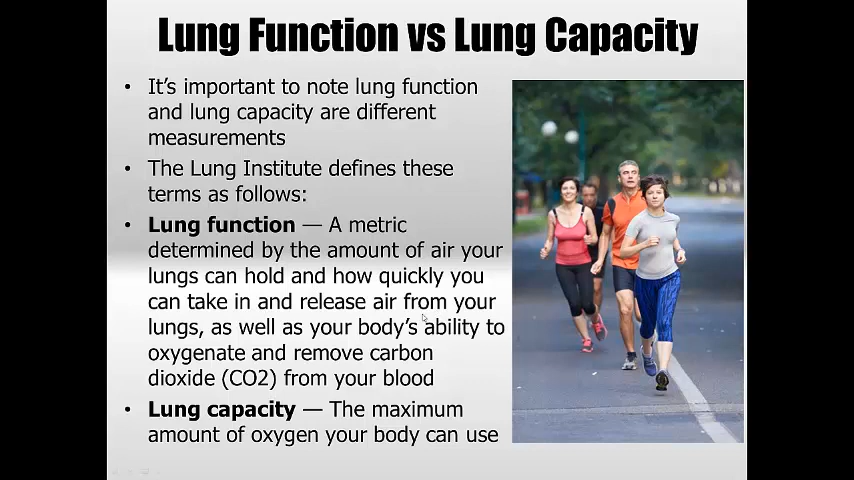 Lung Function vs Lung Capacity
• It's important to note lung function
and lung capacity are different
measurements
• The Lung Institute defines these
terms as follows:
• Lung function — A metric
determined by the amount of air your
lungs can hold and how quickly you
can take in and release air from your
lungs, as well as your body's ability to
oxygenate and remove carbon
dioxide (CO2) from your blood
• Lung capacity — The maximum
amount of oxygen your body can use